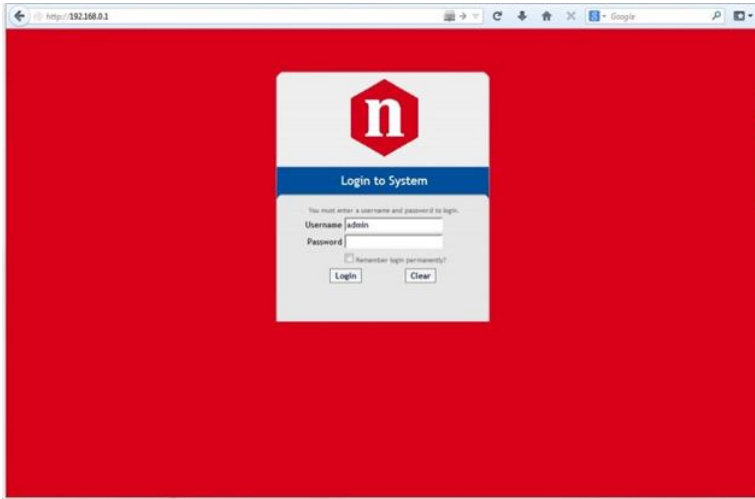 http://192.168.0.1
Google
n
Login to System
You must enter a username and password to login.
Username admin
Password
Remember login permanently?
Login Clear